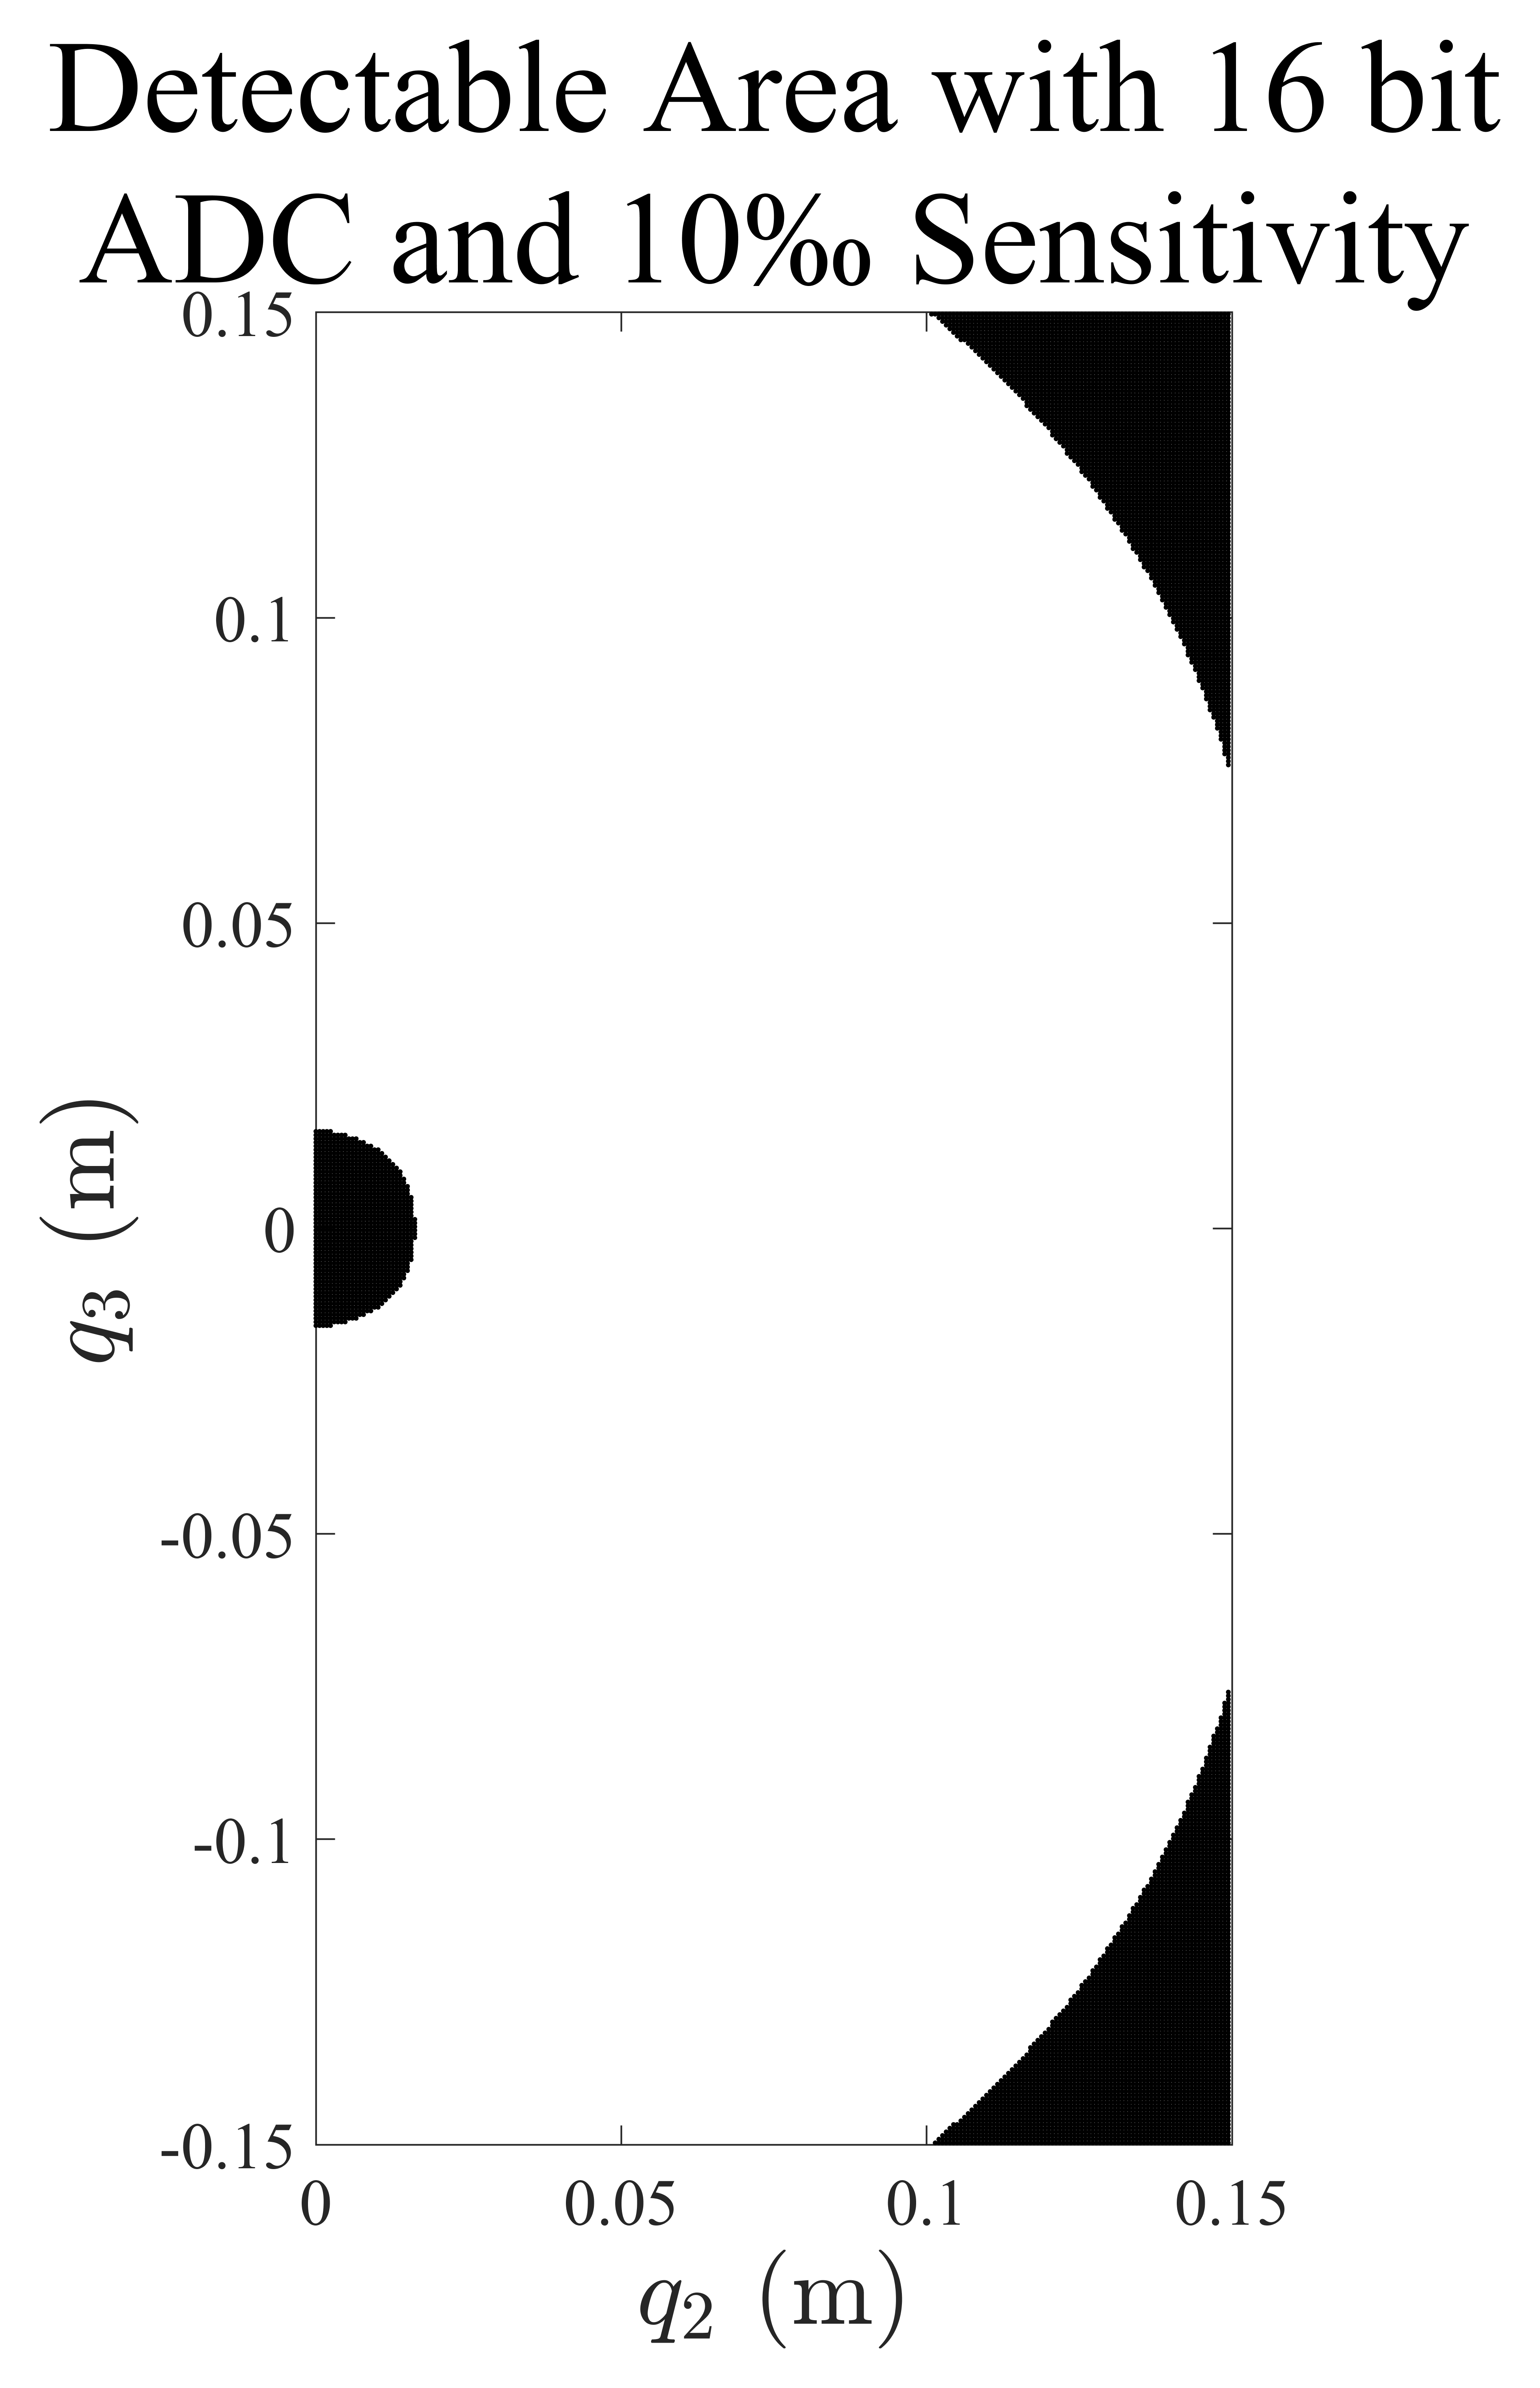 Detectable Area with 16 bit
ADC and 10‰ Sensitivity
0.15
0.1
0.05
0
-0.05
-0.1
-0.15
q3 (m)
0 0.05 0.1 0.15
q2 (m)